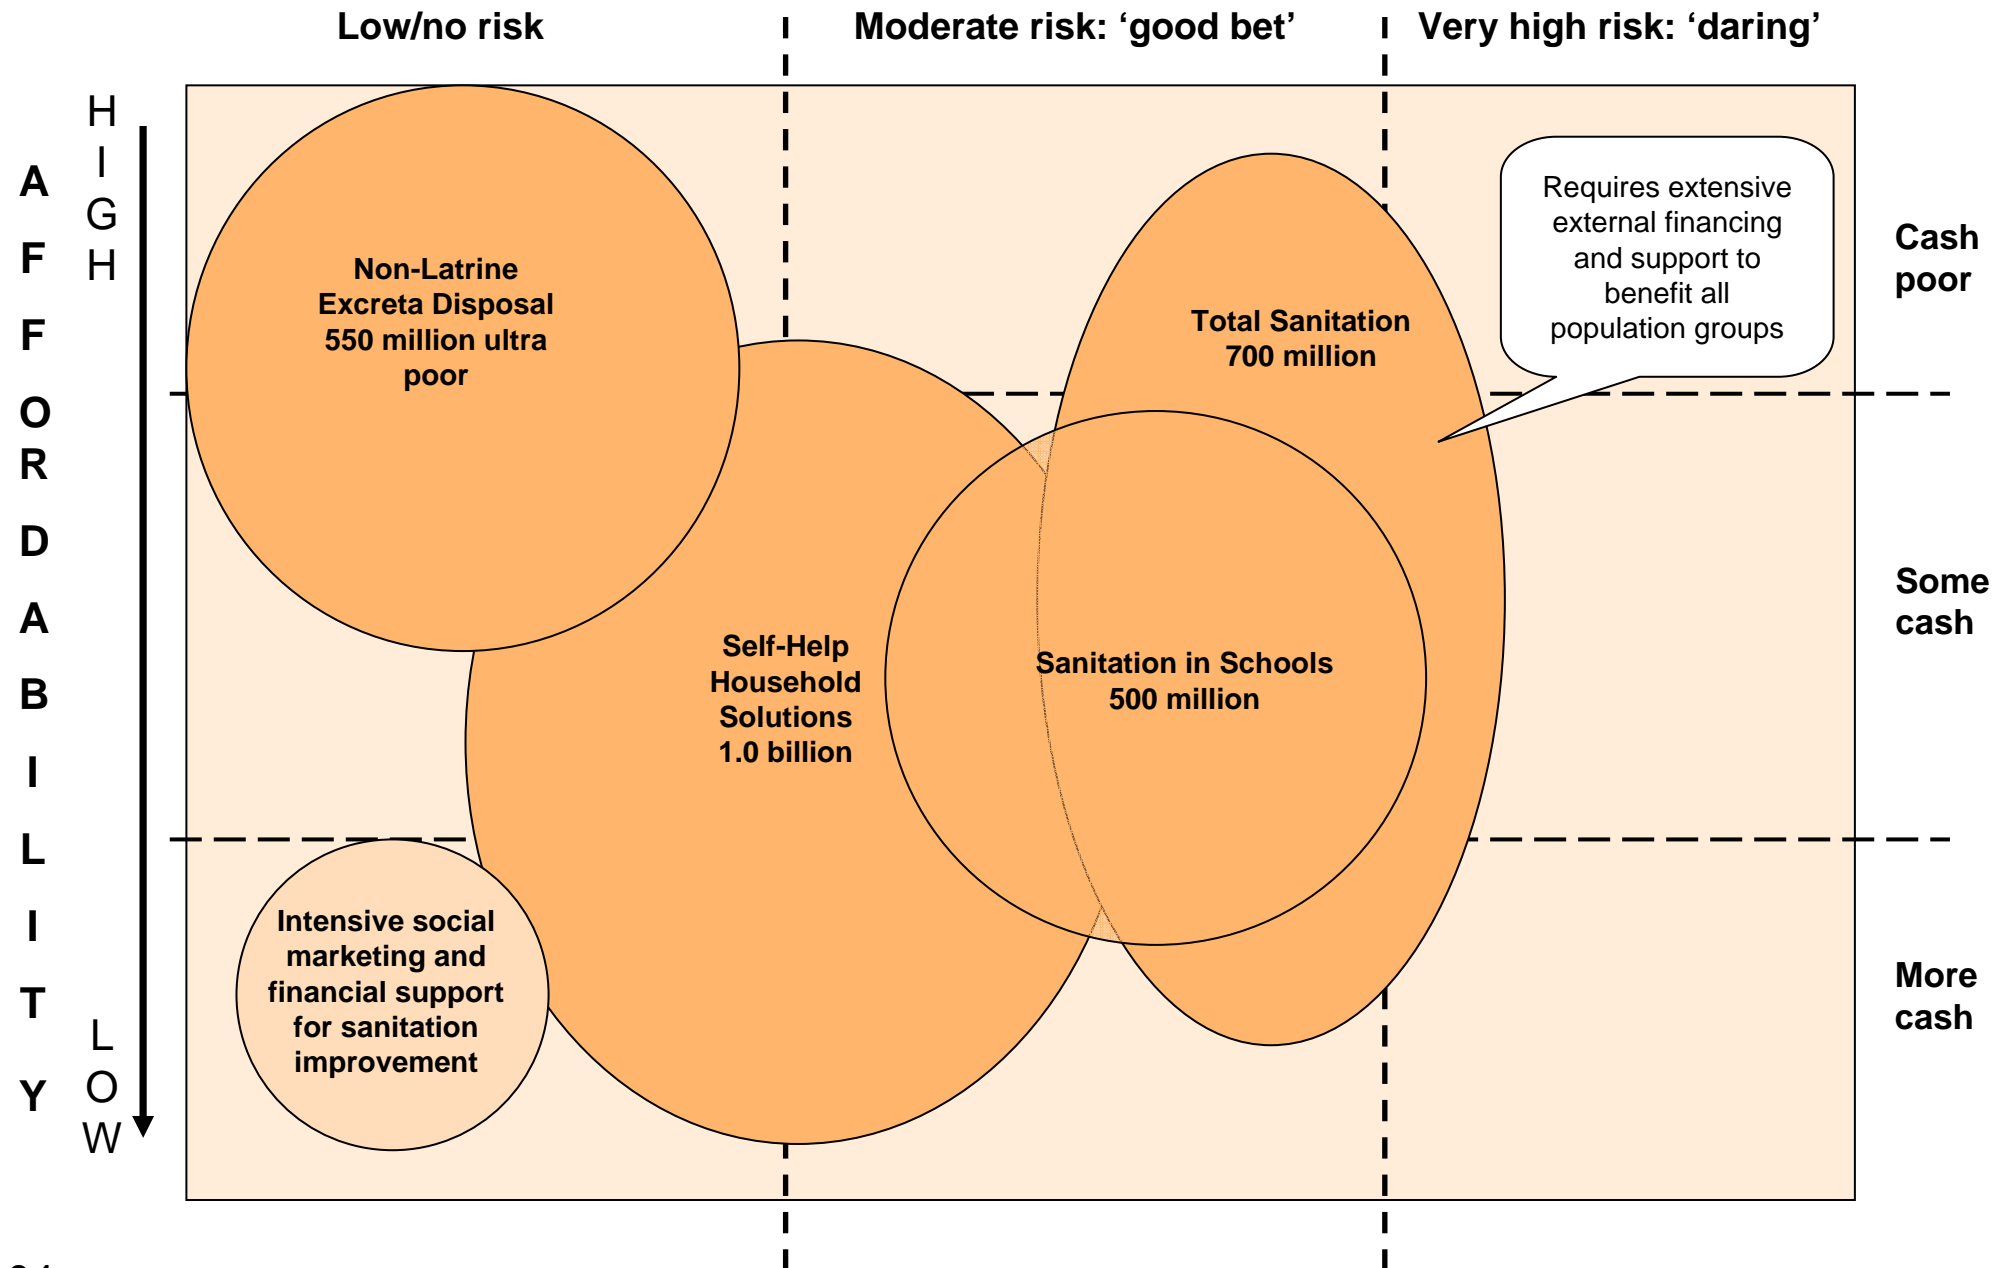 Low/no risk
Moderate risk: ‘good bet’
Very high risk: ‘daring’
AFFORDABILITY
HIGH
LOW
Non-Latrine
Excreta Disposal
550 million ultra
poor
Total Sanitation
700 million
Requires extensive
external financing
and support to
benefit all
population groups
Cash
poor
Self-Help
Household
Solutions
1.0 billion
Sanitation in Schools
500 million
Some
cash
Intensive social
marketing and
financial support
for sanitation
improvement
More
cash